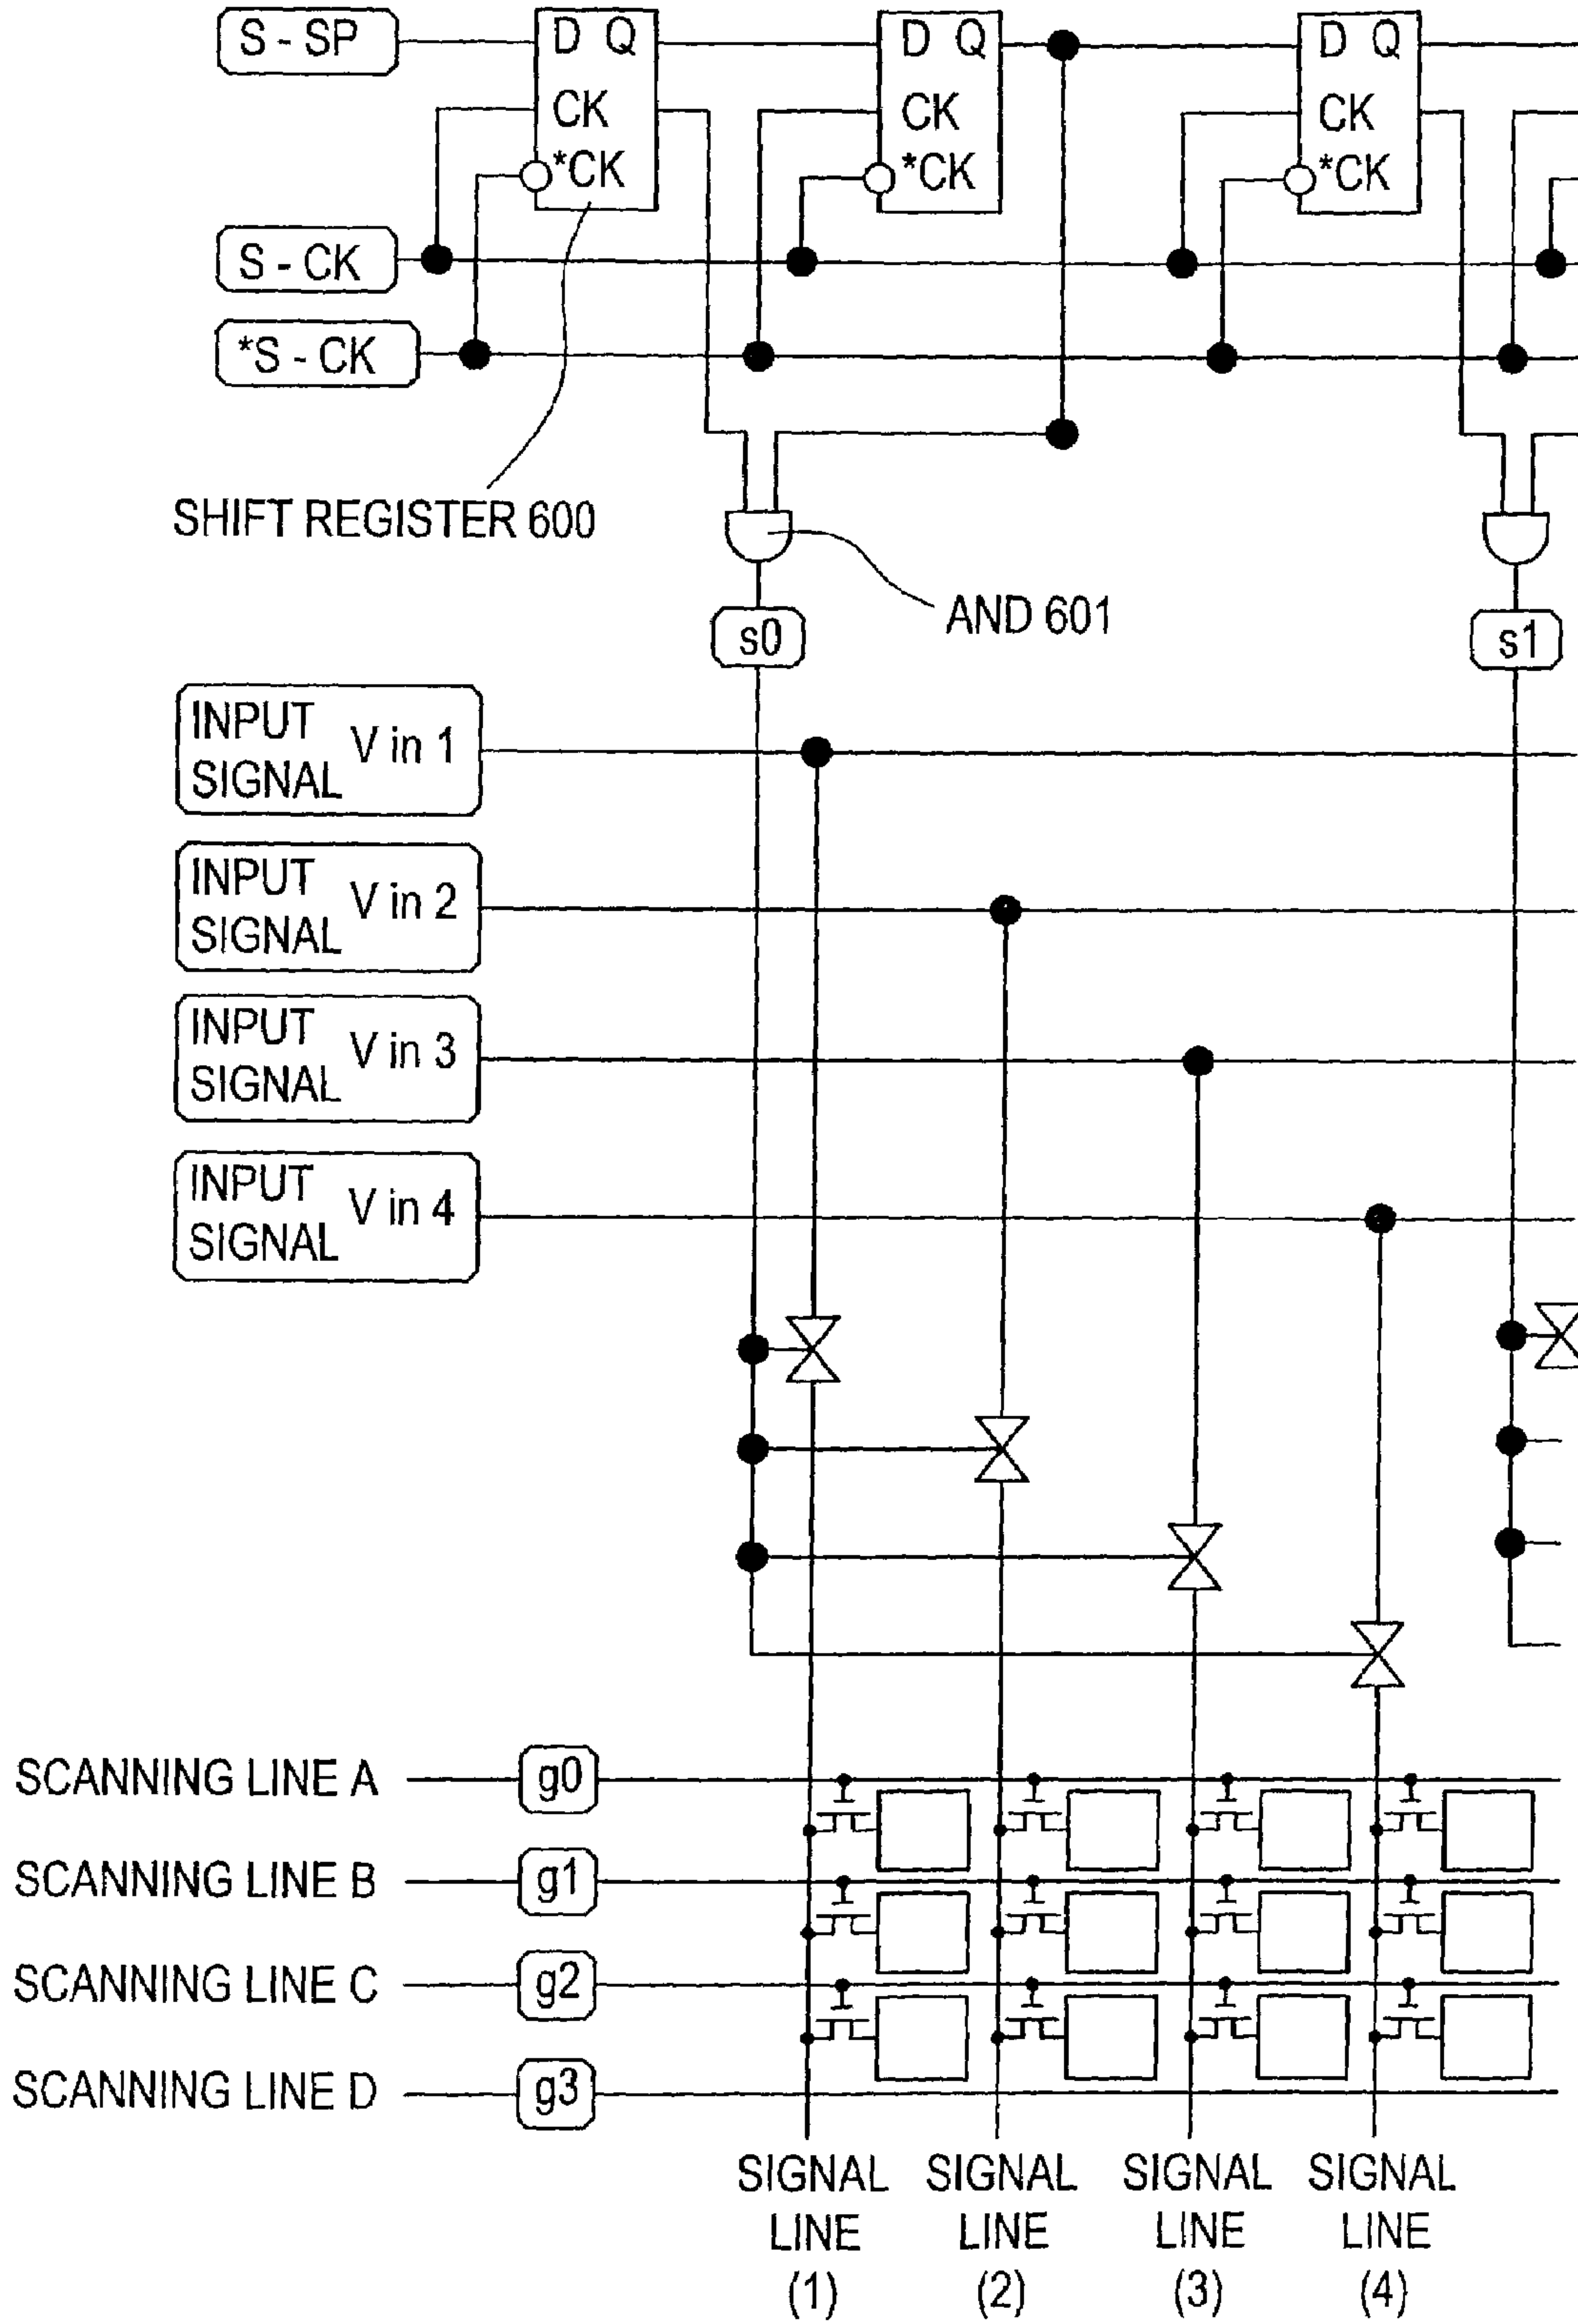 S - SP
D Q
CK
*CK
D Q
CK
*CK
D Q
CK
*CK
S - CK
*S - CK
SHIFT REGISTER 600
AND 601
s0
s1
INPUT
SIGNAL
V in 1
INPUT
SIGNAL
V in 2
INPUT
SIGNAL
V in 3
INPUT
SIGNAL
V in 4
SCANNING LINE A
g0
SCANNING LINE B
g1
SCANNING LINE C
g2
SCANNING LINE D
g3
SIGNAL
LINE
(1)
SIGNAL
LINE
(2)
SIGNAL
LINE
(3)
SIGNAL
LINE
(4)